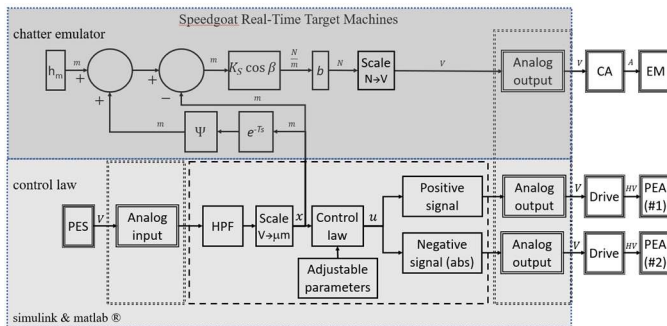 Speedgoat Real-Time Target Machines
chatter emulator
h_m
m
+
+
+
−
m
K_S cos β
N/m
b
N
Scale
N→V
V
Analog
output
V
CA
A
EM
m
m
Ψ
e^-Ts
m
control law
PES
V
Analog
input
HPF
Scale
V→μm
x
Control
law
u
Adjustable
parameters
Positive
signal
Negative
signal (abs)
Analog
output
V
Drive
HV
PEA
(#1)
Analog
output
V
Drive
HV
PEA
(#2)
simulink & matlab ®